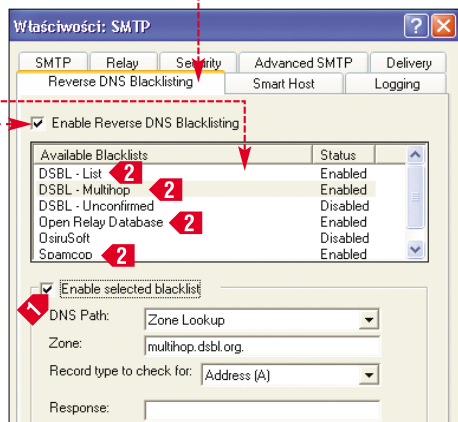 Właściwości: SMTP
SMTP Relay Security Advanced SMTP Delivery
Reverse DNS Blacklisting Smart Host Logging
Enable Reverse DNS Blacklisting
Available Blacklists Status
DSBL - List 2 Enabled
DSBL - Multihop 2 Enabled
DSBL - Unconfirmed Disabled
Open Relay Database 2 Enabled
OsiruSoft Disabled
Spamcop 2 Enabled
1 Enable selected blacklist
DNS Path: Zone Lookup
Zone: multihop.dsbl.org.
Record type to check for: Address (A)
Response: